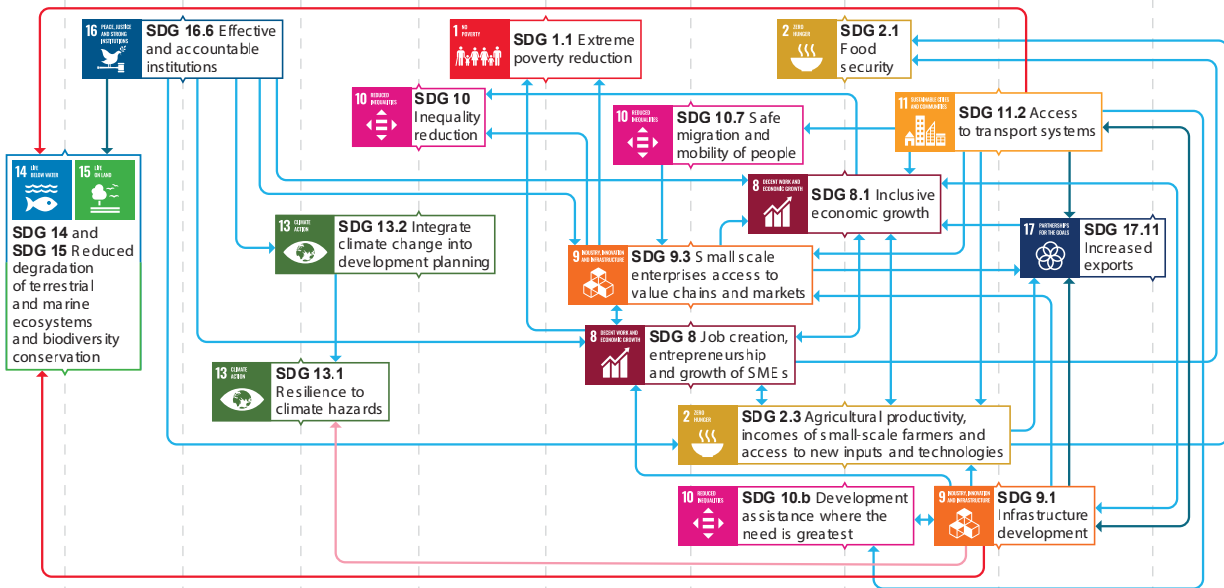 16 PEACE, JUSTICE
AND STRONG
INSTITUTIONS
SDG 16.6 Effective
and accountable
institutions
1 NO
POVERTY
SDG 1.1 Extreme
poverty reduction
2 ZERO
HUNGER
SDG 2.1
Food
security
10 REDUCED
INEQUALITIES
SDG 10
Inequality
reduction
10 REDUCED
INEQUALITIES
SDG 10.7 Safe
migration and
mobility of people
11 SUSTAINABLE CITIES
AND COMMUNITIES
SDG 11.2 Access
to transport systems
14 LIFE
BELOW WATER
15 LIFE
ON LAND
SDG 14 and
SDG 15 Reduced
degradation
of terrestrial
and marine
ecosystems
and biodiversity
conservation
8 DECENT WORK AND
ECONOMIC GROWTH
SDG 8.1 Inclusive
economic growth
13 CLIMATE
ACTION
SDG 13.2 Integrate
climate change into
development planning
17 PARTNERSHIPS
FOR THE GOALS
SDG 17.11
Increased
exports
9 INDUSTRY, INNOVATION
AND INFRASTRUCTURE
SDG 9.3 Small scale
enterprises access to
value chains and markets
8 DECENT WORK AND
ECONOMIC GROWTH
SDG 8 Job creation,
entrepreneurship
and growth of SMEs
13 CLIMATE
ACTION
SDG 13.1
Resilience to
climate hazards
2 ZERO
HUNGER
SDG 2.3 Agricultural productivity,
incomes of small-scale farmers and
access to new inputs and technologies
10 REDUCED
INEQUALITIES
SDG 10.b Development
assistance where the
need is greatest
9 INDUSTRY, INNOVATION
AND INFRASTRUCTURE
SDG 9.1
Infrastructure
development